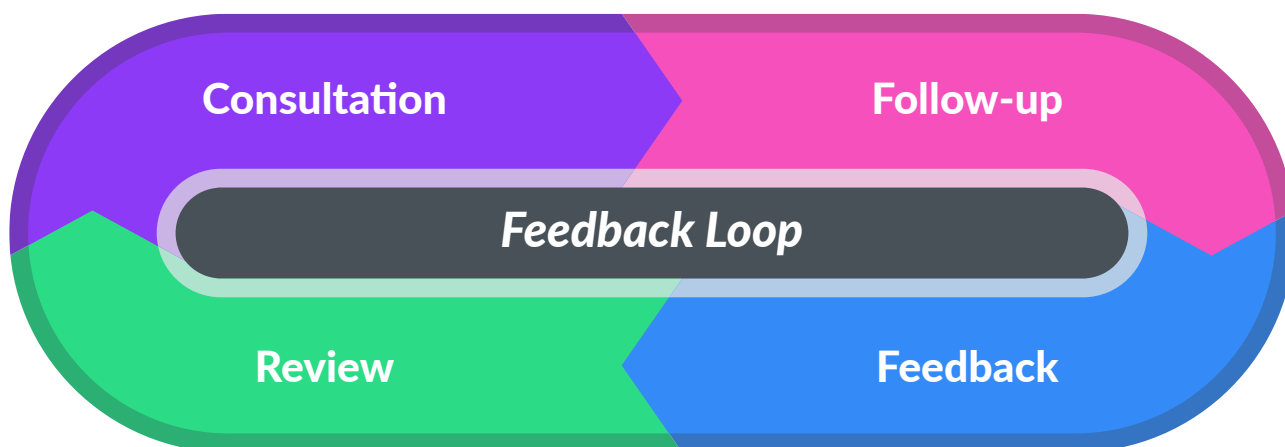 Consultation
Follow-up
Feedback Loop
Review
Feedback